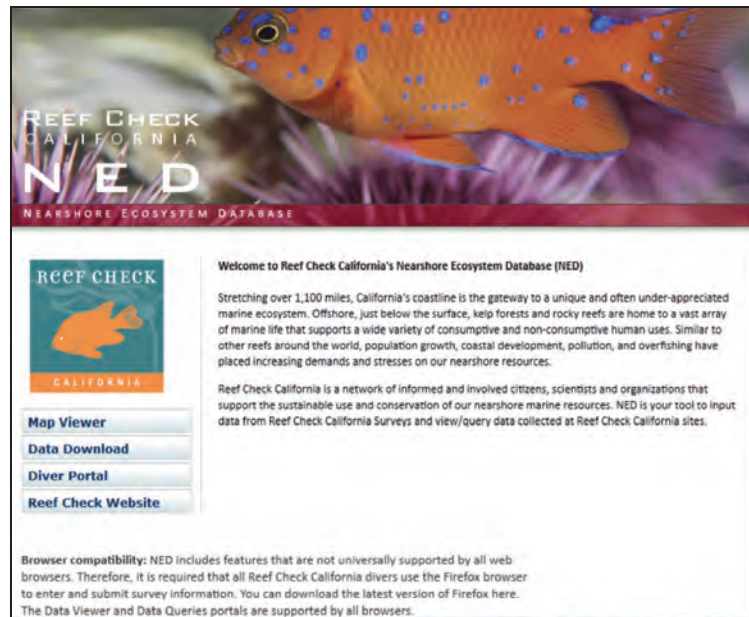 REEF CHECK
CALIFORNIA
NED
NEARSHORE ECOSYSTEM DATABASE
REEF CHECK
CALIFORNIA
Map Viewer
Data Download
Diver Portal
Reef Check Website
Welcome to Reef Check California's Nearshore Ecosystem Database (NED)
Stretching over 1,100 miles, California's coastline is the gateway to a unique and often under-appreciated
marine ecosystem. Offshore, just below the surface, kelp forests and rocky reefs are home to a vast array
of marine life that supports a wide variety of consumptive and non-consumptive human uses. Similar to
other reefs around the world, population growth, coastal development, pollution, and overfishing have
placed increasing demands and stresses on our nearshore resources.
Reef Check California is a network of informed and involved citizens, scientists and organizations that
support the sustainable use and conservation of our nearshore marine resources. NED is your tool to input
data from Reef Check California Surveys and view/query data collected at Reef Check California sites.
Browser compatibility: NED includes features that are not universally supported by all web
browsers. Therefore, it is required that all Reef Check California divers use the Firefox browser
to enter and submit survey information. You can download the latest version of Firefox here.
The Data Viewer and Data Queries portals are supported by all browsers.